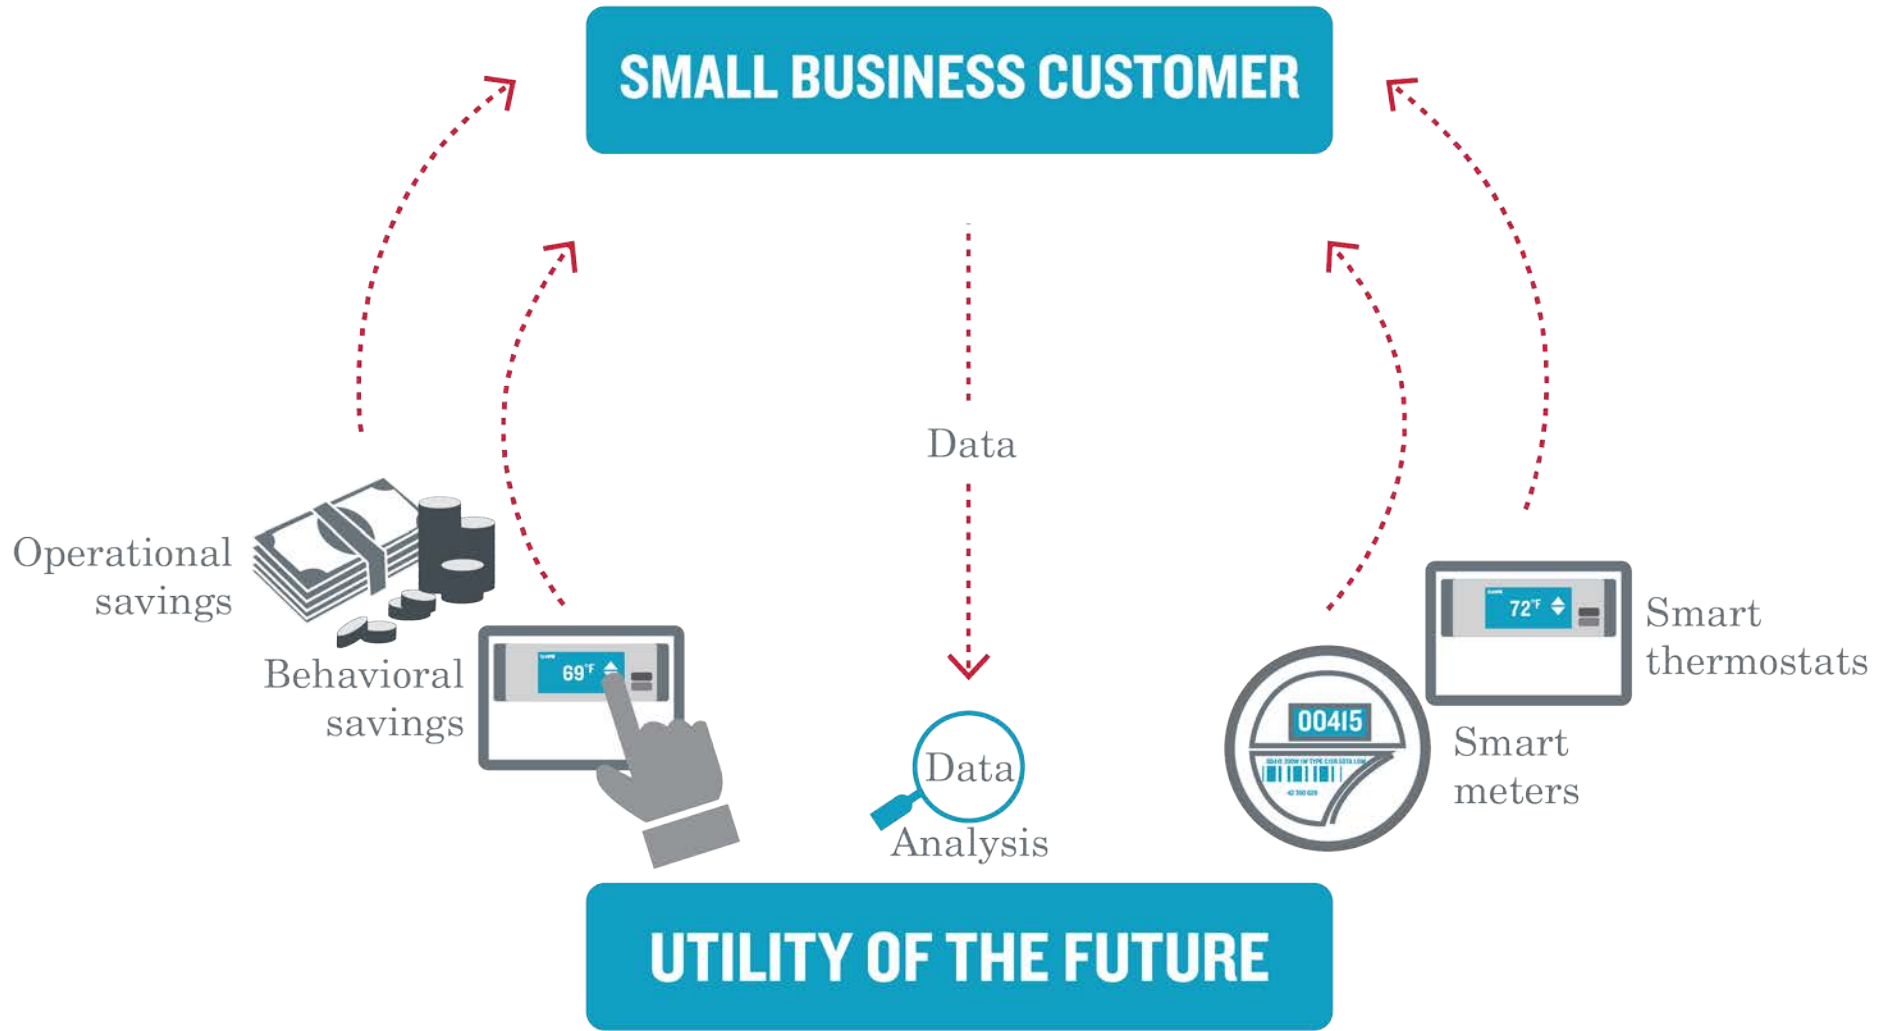 SMALL BUSINESS CUSTOMER
Data
Operational
savings
Behavioral
savings
69°F
Data
Analysis
72°F
Smart
thermostats
00415
Smart
meters
UTILITY OF THE FUTURE